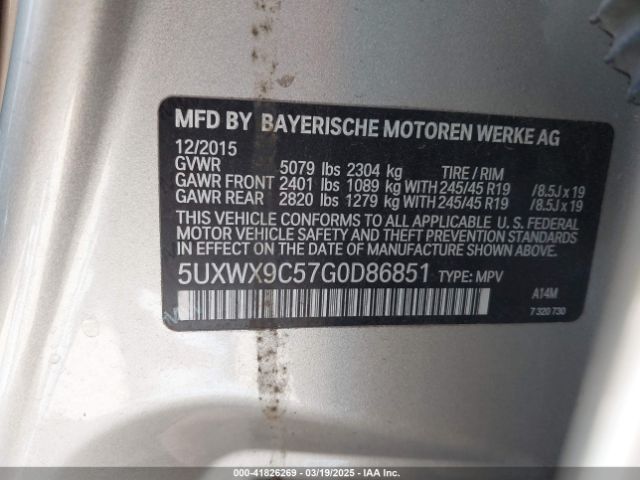 MFD BY BAYERISCHE MOTOREN WERKE AG
12/2015
GVWR 5079 lbs 2304 kg TIRE / RIM
GAWR FRONT 2401 lbs 1089 kg WITH 245/45 R19 /8.5J x 19
GAWR REAR 2820 lbs 1279 kg WITH 245/45 R19 /8.5J x 19
THIS VEHICLE CONFORMS TO ALL APPLICABLE U. S. FEDERAL
MOTOR VEHICLE SAFETY AND THEFT PREVENTION STANDARDS
IN EFFECT ON THE DATE OF MANUFACTURE SHOWN ABOVE.
5UXWX9C57G0D86851 TYPE: MPV
A14M
7 320 730
000-41826269 - 03/19/2025 - IAA Inc.